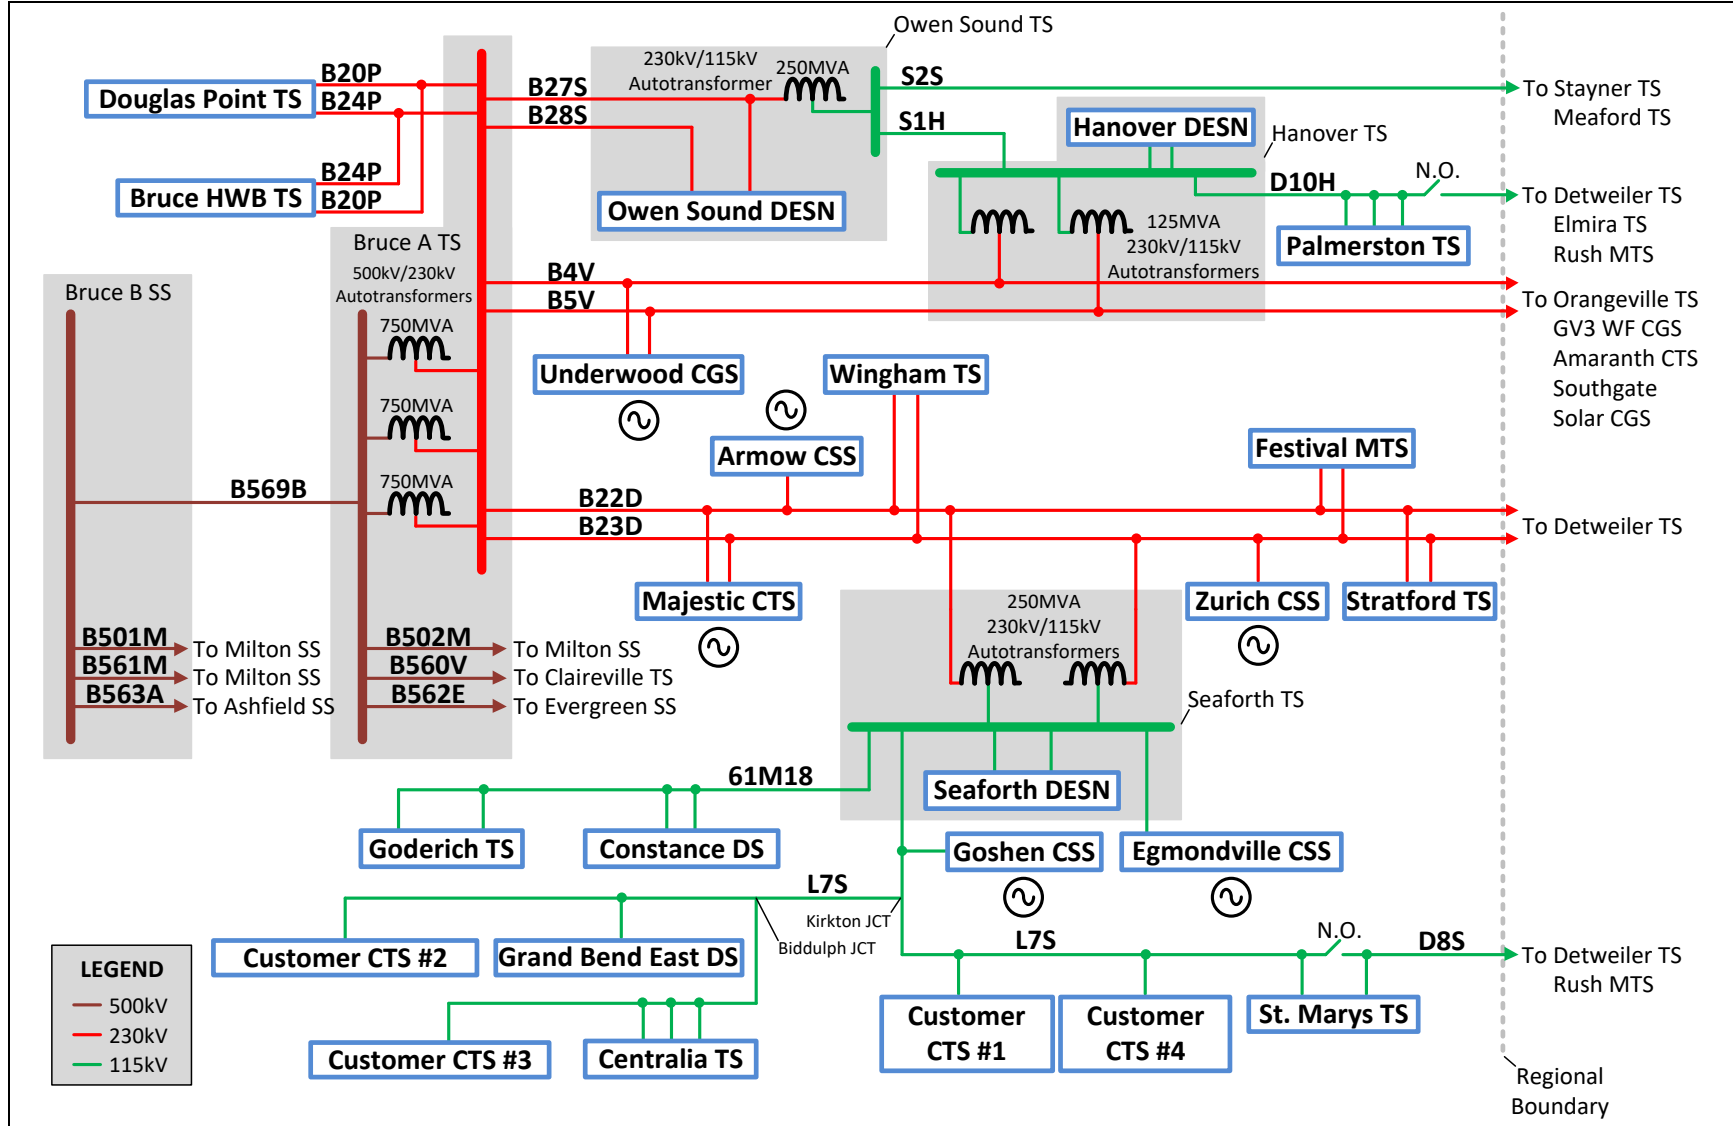 Owen Sound TS
230kV/115kV
Autotransformer
250MVA
B20P
Douglas Point TS
B24P
B27S
B28S
S2S
To Stayner TS
Meaford TS
S1H
Hanover DESN
Hanover TS
B24P
Bruce HWB TS
B20P
Owen Sound DESN
D10H
N.O.
To Detweiler TS
Elmira TS
Rush MTS
Palmerston TS
125MVA
230kV/115kV
Autotransformers
Bruce A TS
500kV/230kV
Autotransformers
B4V
B5V
To Orangeville TS
GV3 WF CGS
Amaranth CTS
Southgate
Solar CGS
Bruce B SS
750MVA
750MVA
750MVA
Underwood CGS
Wingham TS
Armow CSS
Festival MTS
B569B
B22D
B23D
To Detweiler TS
Majestic CTS
250MVA
230kV/115kV
Autotransformers
Zurich CSS
Stratford TS
B501M
To Milton SS
B561M
To Milton SS
B563A
To Ashfield SS
B502M
To Milton SS
B560V
To Claireville TS
B562E
To Evergreen SS
Seaforth TS
61M18
Seaforth DESN
Goderich TS
Constance DS
Goshen CSS
Egmondville CSS
L7S
Kirkton JCT
Biddulph JCT
Customer CTS #2
Grand Bend East DS
L7S
N.O.
D8S
To Detweiler TS
Rush MTS
Customer
CTS #1
Customer
CTS #4
St. Marys TS
Customer CTS #3
Centralia TS
LEGEND
500kV
230kV
115kV
Regional
Boundary